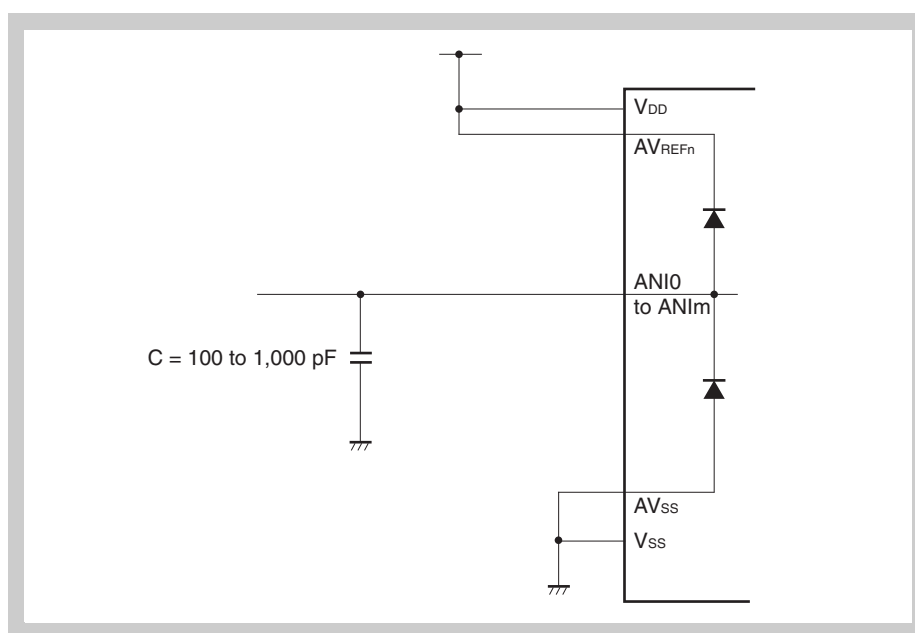 VDD
AVREFn
ANI0
to ANIm
C = 100 to 1,000 pF
AVSS
VSS